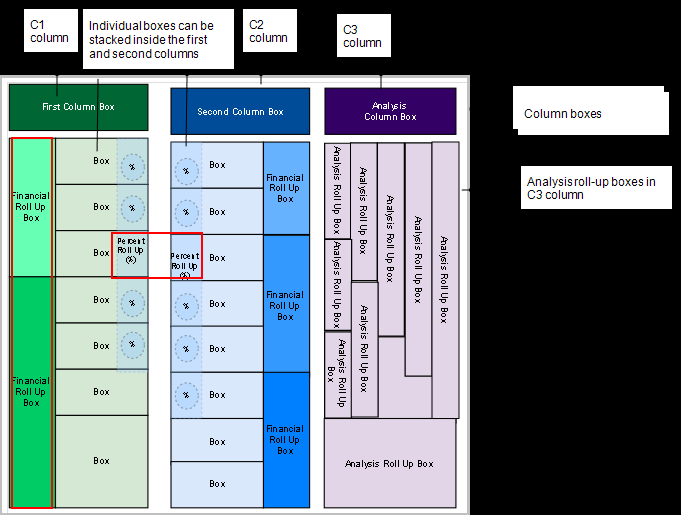 C1
column
Individual boxes can be
stacked inside the first
and second columns
C2
column
C3
column
Column boxes
Analysis roll-up boxes in
C3 column
First Column Box
Second Column Box
Analysis
Column Box
Financial
Roll Up
Box
Financial
Roll Up
Box
Box
%
Box
%
Box
Percent
Roll Up
(%)
Box
%
Box
%
Box
%
Box
%
Box
Percent
Roll Up
(%)
Box
%
Box
%
Box
%
Box
Box
Box
Financial
Roll Up
Box
Financial
Roll Up
Box
Financial
Roll Up
Box
Analysis Roll Up Box
Analysis Roll Up Box
Analysis Roll Up
Box
Analysis Roll Up Box
Analysis Roll Up Box
Analysis Roll Up Box
Analysis Roll Up Box
Analysis Roll Up Box
Analysis Roll Up Box